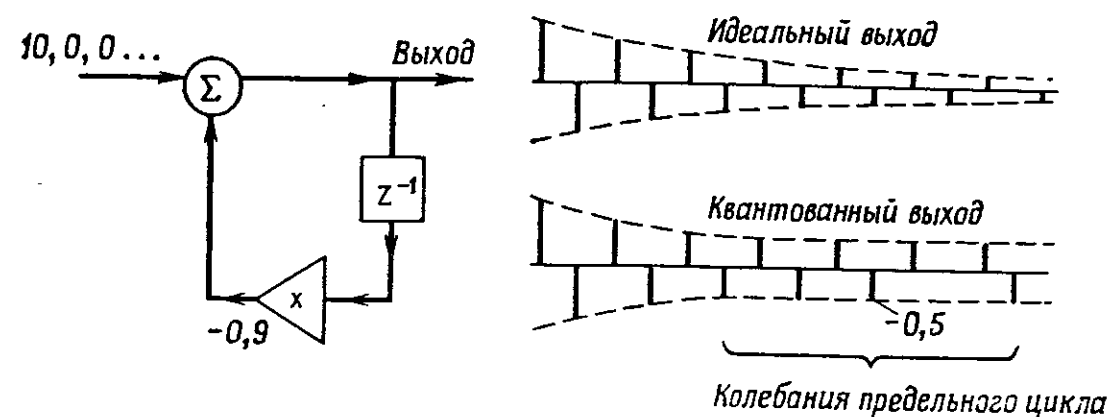 10, 0, 0 ...
Выход
Σ
z⁻¹
x
-0,9
Идеальный выход
Квантованный выход
-0,5
Колебания предельного цикла